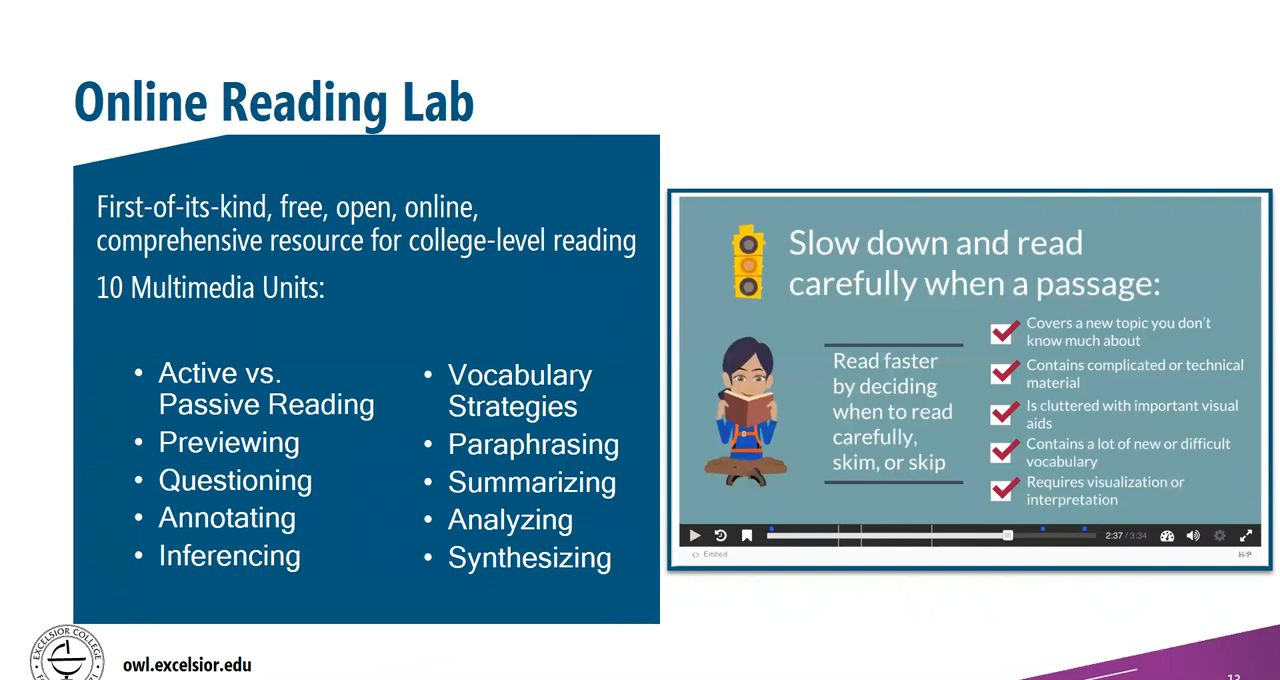 Online Reading Lab
First-of-its-kind, free, open, online,
comprehensive resource for college-level reading
10 Multimedia Units:
• Active vs.
Passive Reading
• Previewing
• Questioning
• Annotating
• Inferencing
• Vocabulary
Strategies
• Paraphrasing
• Summarizing
• Analyzing
• Synthesizing
Slow down and read
carefully when a passage:
Read faster
by deciding
when to read
carefully,
skim, or skip
Covers a new topic you don't
know much about
Contains complicated or technical
material
Is cluttered with important visual
aids
Contains a lot of new or difficult
vocabulary
Requires visualization or
interpretation
2:37 / 3:34
<> Embed
H-P
EXCELSIOR COLLEGE
owl.excelsior.edu
13